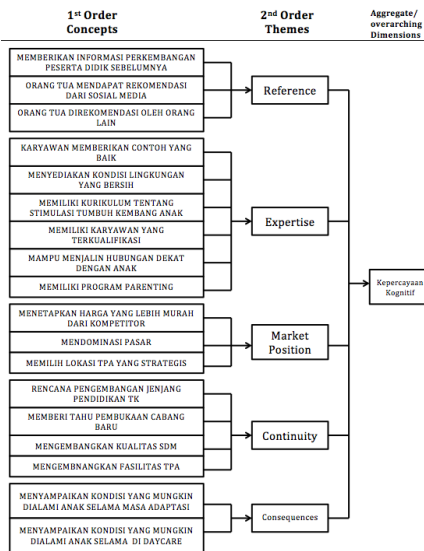 1st Order
Concepts
2nd Order
Themes
Aggregate/
overarching
Dimensions
MEMBERIKAN INFORMASI PERKEMBANGAN
PESERTA DIDIK SEBELUMNYA
ORANG TUA MENDAPAT REKOMENDASI
DARI SOSIAL MEDIA
ORANG TUA DIREKOMENDASI OLEH ORANG
LAIN
Reference
KARYAWAN MEMBERIKAN CONTOH YANG
BAIK
MENYEDIAKAN KONDISI LINGKUNGAN
YANG BERSIH
MEMILIKI KURIKULUM TENTANG
STIMULASI TUMBUH KEMBANG ANAK
MEMILIKI KARYAWAN YANG
TERKUALIFIKASI
MAMPU MENJALIN HUBUNGAN DEKAT
DENGAN ANAK
MEMILIKI PROGRAM PARENTING
Expertise
Kepercayaan
Kognitif
MENETAPKAN HARGA YANG LEBIH MURAH
DARI KOMPETITOR
MENDOMINASI PASAR
MEMILIH LOKASI TPA YANG STRATEGIS
Market
Position
RENCANA PENGEMBANGAN JENJANG
PENDIDIKAN TK
MEMBERI TAHU PEMBUKAAN CABANG
BARU
MENGEMBANGKAN KUALITAS SDM
MENGEMBNANGKAN FASILITAS TPA
Continuity
MENYAMPAIKAN KONDISI YANG MUNGKIN
DIALAMI ANAK SELAMA MASA ADAPTASI
MENYAMPAIKAN KONDISI YANG MUNGKIN
DIALAMI ANAK SELAMA DI DAYCARE
Consequences